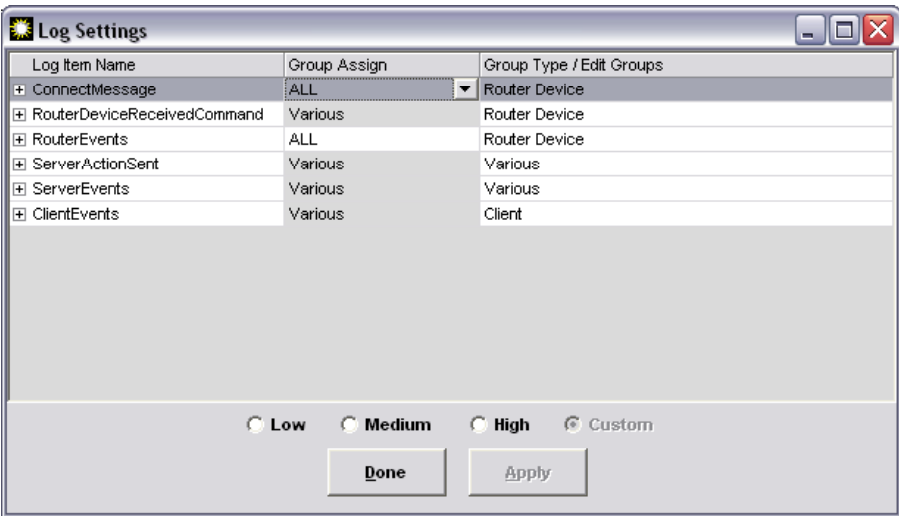 Log Settings
Log Item Name Group Assign Group Type / Edit Groups
ConnectMessage ALL Router Device
RouterDeviceReceivedCommand Various Router Device
RouterEvents ALL Router Device
ServerActionSent Various Various
ServerEvents Various Various
ClientEvents Various Client
Low Medium High Custom
Done Apply